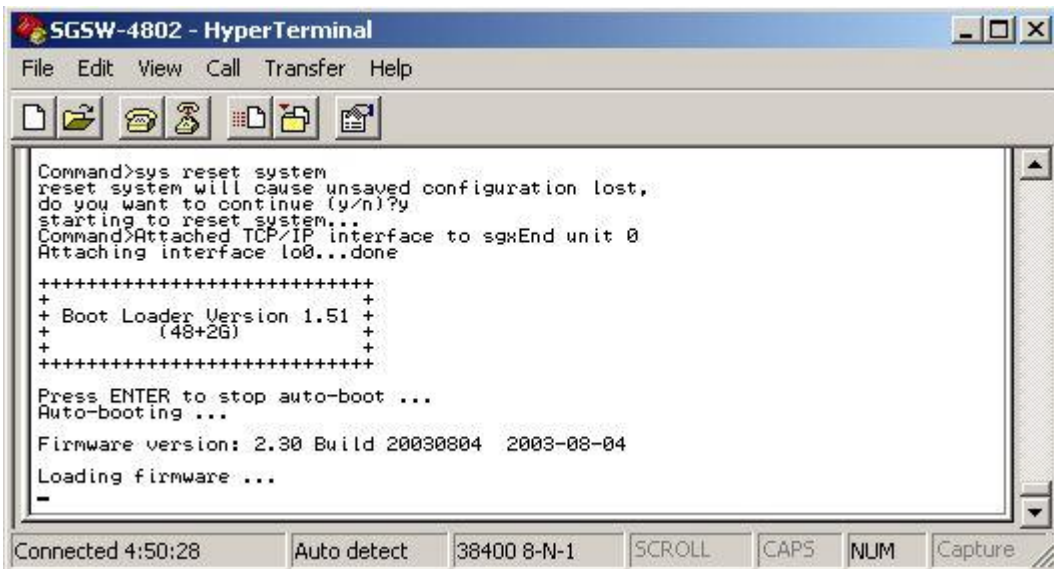 SGSW-4802 - HyperTerminal
File Edit View Call Transfer Help
Command>sys reset system
reset system will cause unsaved configuration lost,
do you want to continue (y/n)?y
starting to reset system...
Command>Attached TCP/IP interface to sgxEnd unit 0
Attaching interface lo0...done
++++++++++++++++++++++++++++
+                          +
+ Boot Loader Version 1.51 +
+         (48+2G)          +
+                          +
++++++++++++++++++++++++++++
Press ENTER to stop auto-boot ...
Auto-booting ...
Firmware version: 2.30 Build 20030804  2003-08-04
Loading firmware ...
Connected 4:50:28 Auto detect 38400 8-N-1 SCROLL CAPS NUM Capture